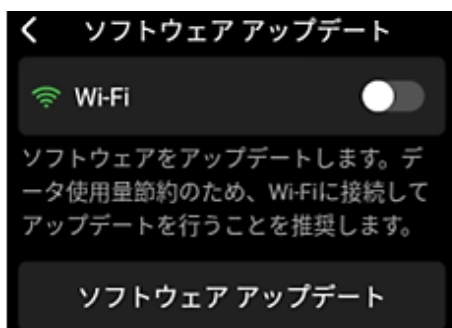 ソフトウェア アップデート
Wi-Fi
ソフトウェアをアップデートします。デ
ータ使用量節約のため、Wi-Fiに接続して
アップデートを行うことを推奨します。
ソフトウェア アップデート